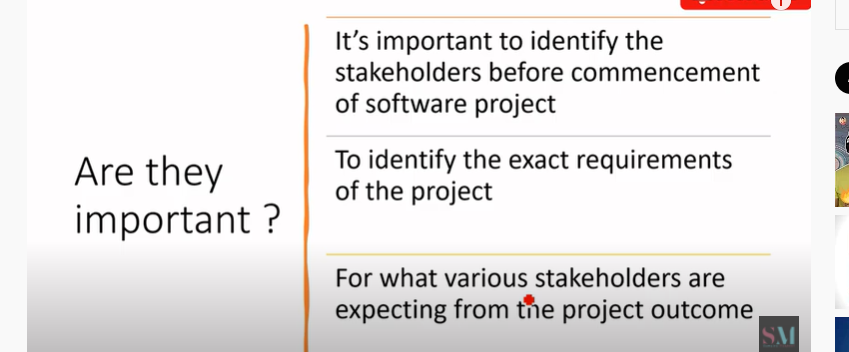 Are they
important ?
It's important to identify the
stakeholders before commencement
of software project
To identify the exact requirements
of the project
For what various stakeholders are
expecting from the project outcome
SM